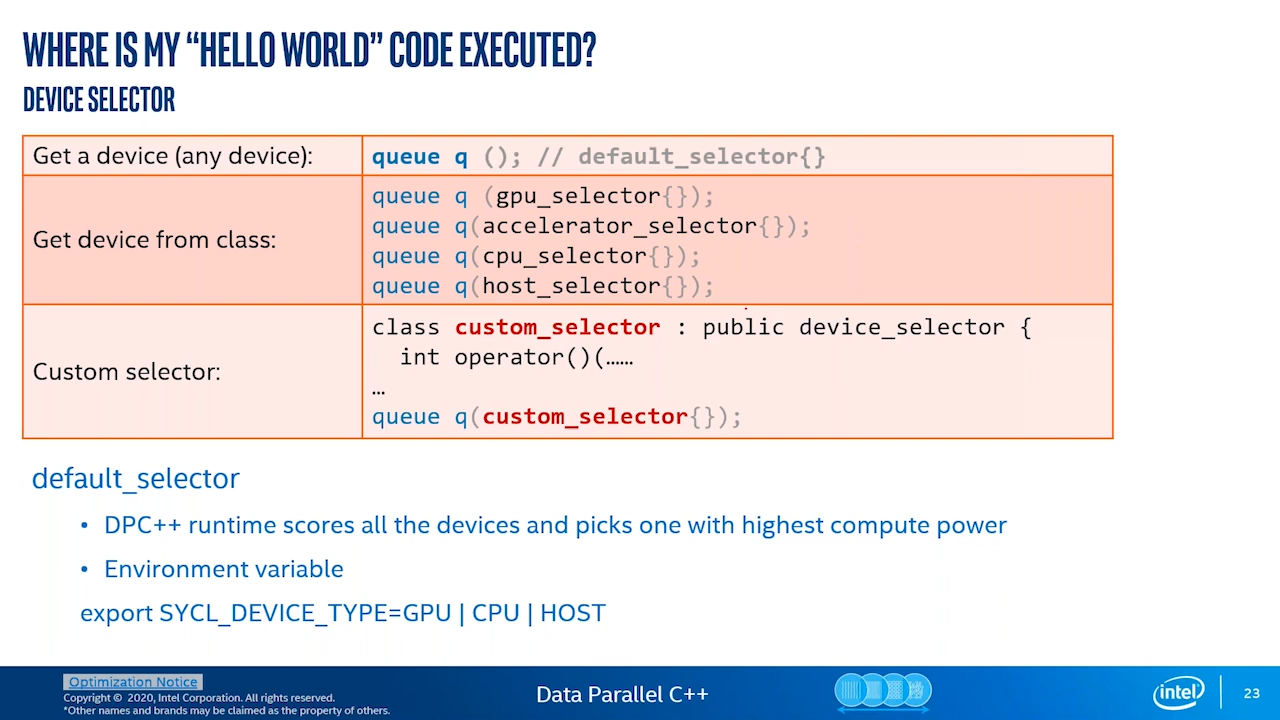 WHERE IS MY “HELLO WORLD” CODE EXECUTED?
DEVICE SELECTOR
Get a device (any device):
queue q (); // default_selector{}
Get device from class:
queue q (gpu_selector{});
queue q(accelerator_selector{});
queue q(cpu_selector{});
queue q(host_selector{});
Custom selector:
class custom_selector : public device_selector {
int operator()(……
…
queue q(custom_selector{});
default_selector
• DPC++ runtime scores all the devices and picks one with highest compute power
• Environment variable
export SYCL_DEVICE_TYPE=GPU | CPU | HOST
Optimization Notice
Copyright © 2020, Intel Corporation. All rights reserved.
*Other names and brands may be claimed as the property of others.
Data Parallel C++
intel
23